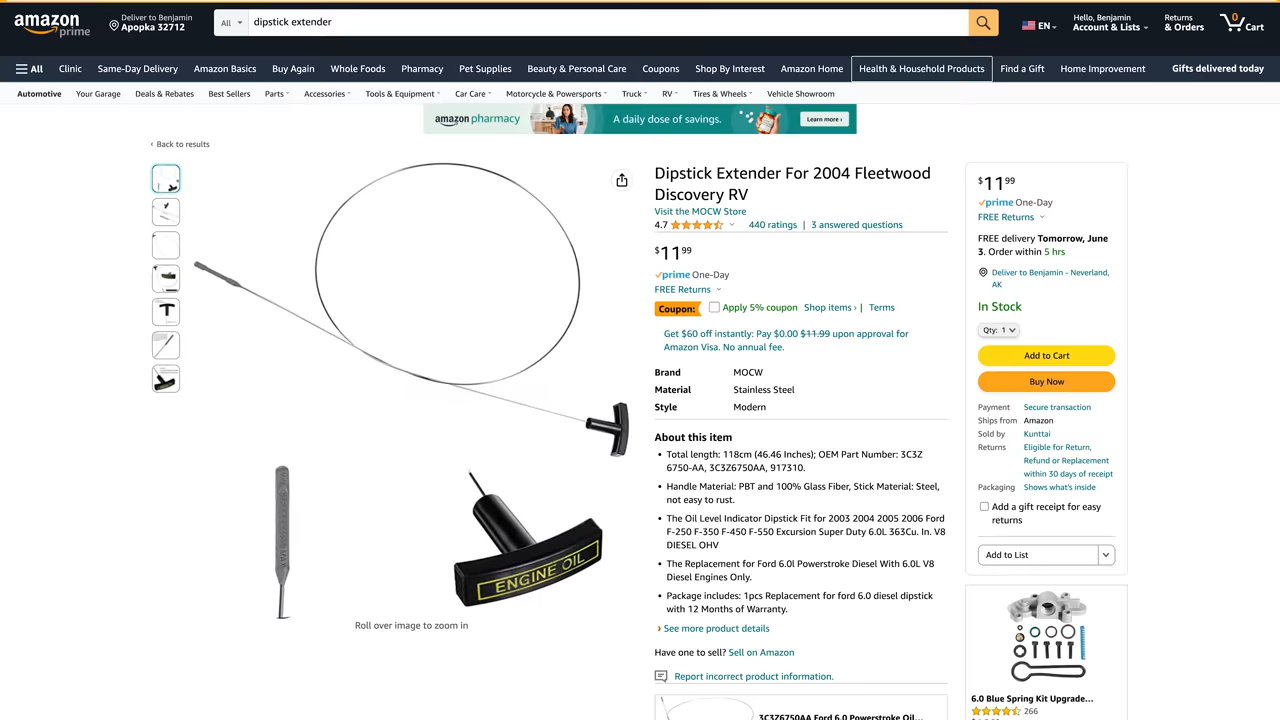 amazon
prime
Deliver to Benjamin
Apopka 32712
All
dipstick extender
EN
Hello, Benjamin
Account & Lists
Returns
& Orders
0
Cart
All Clinic Same-Day Delivery Amazon Basics Buy Again Whole Foods Pharmacy Pet Supplies Beauty & Personal Care Coupons Shop By Interest Amazon Home Health & Household Products Find a Gift Home Improvement Gifts delivered today
Automotive Your Garage Deals & Rebates Best Sellers Parts Accessories Tools & Equipment Car Care Motorcycle & Powersports Truck RV Tires & Wheels Vehicle Showroom
amazon pharmacy A daily dose of savings. Learn more ›
‹ Back to results
ENGINE OIL
Roll over image to zoom in
Dipstick Extender For 2004 Fleetwood
Discovery RV
Visit the MOCW Store
4.7 440 ratings | 3 answered questions
$11.99
prime One-Day
FREE Returns
Coupon: Apply 5% coupon Shop items › | Terms
Get $60 off instantly: Pay $0.00 $11.99 upon approval for
Amazon Visa. No annual fee.
Brand MOCW
Material Stainless Steel
Style Modern
About this item
• Total length: 118cm (46.46 Inches); OEM Part Number: 3C3Z
6750-AA, 3C3Z6750AA, 917310.
• Handle Material: PBT and 100% Glass Fiber, Stick Material: Steel,
not easy to rust.
• The Oil Level Indicator Dipstick Fit for 2003 2004 2005 2006 Ford
F-250 F-350 F-450 F-550 Excursion Super Duty 6.0L 363Cu. In. V8
DIESEL OHV
• The Replacement for Ford 6.0l Powerstroke Diesel With 6.0L V8
Diesel Engines Only.
• Package includes: 1pcs Replacement for ford 6.0 diesel dipstick
with 12 Months of Warranty.
› See more product details
Have one to sell? Sell on Amazon
Report incorrect product information.
3C3Z6750AA Ford 6.0 Powerstroke Oil...
$11.99
prime One-Day
FREE Returns
FREE delivery Tomorrow, June
3. Order within 5 hrs
Deliver to Benjamin - Neverland,
AK
In Stock
Qty: 1
Add to Cart
Buy Now
Payment Secure transaction
Ships from Amazon
Sold by Kunttai
Returns Eligible for Return,
Refund or Replacement
within 30 days of receipt
Packaging Shows what's inside
Add a gift receipt for easy
returns
Add to List
6.0 Blue Spring Kit Upgrade...
266